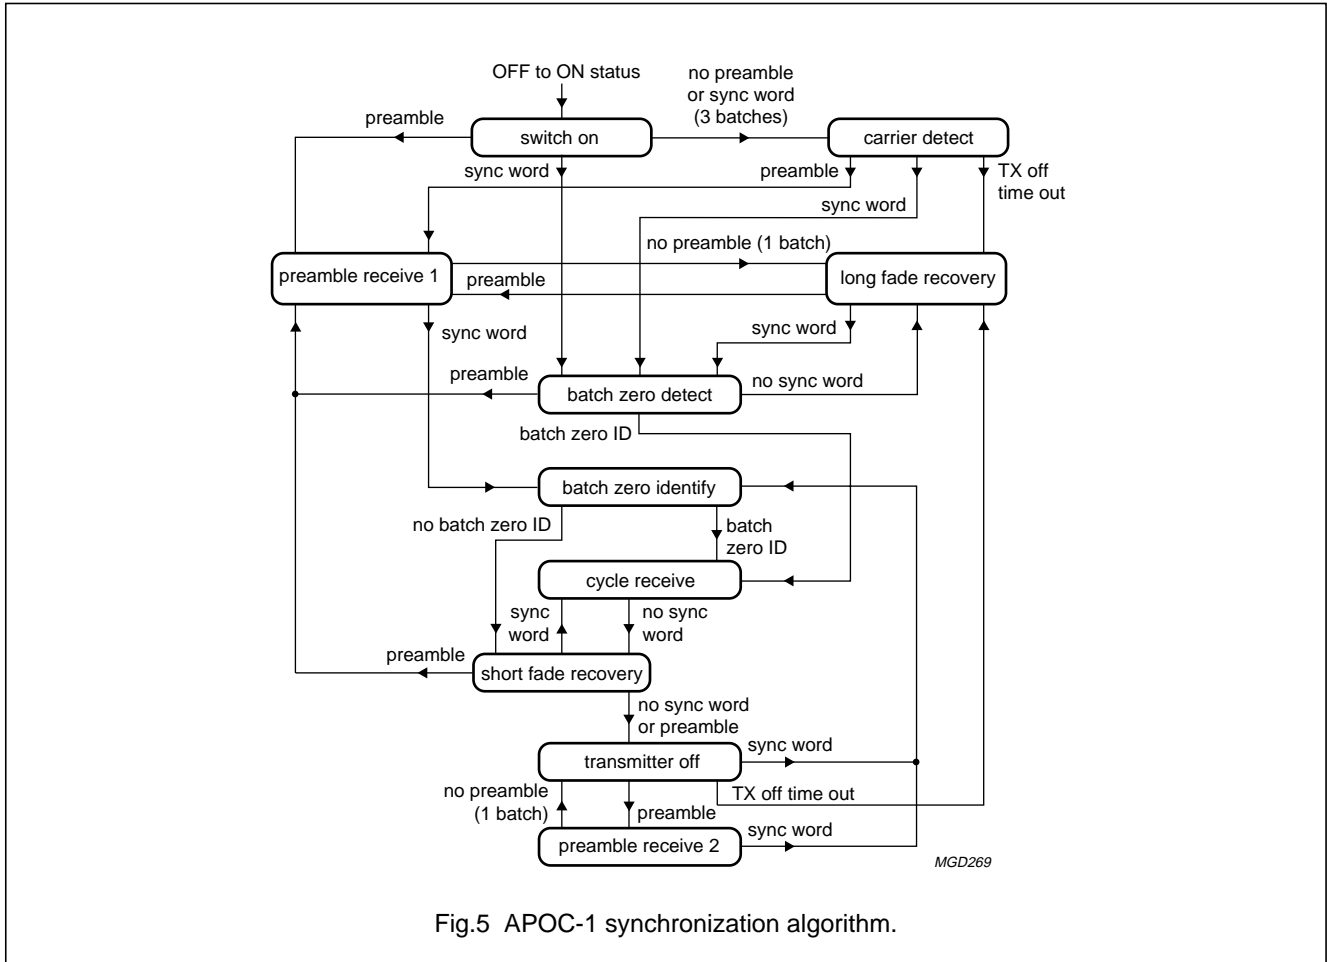 OFF to ON status
no preamble
or sync word
(3 batches)
preamble
switch on
carrier detect
sync word
preamble
TX off
time out
sync word
no preamble (1 batch)
preamble receive 1
preamble
long fade recovery
sync word
sync word
preamble
batch zero detect
no sync word
batch zero ID
batch zero identify
no batch zero ID
batch
zero ID
cycle receive
sync
word
no sync
word
preamble
short fade recovery
no sync word
or preamble
transmitter off
sync word
no preamble
(1 batch)
preamble
TX off time out
preamble receive 2
sync word
MGD269
Fig.5 APOC-1 synchronization algorithm.